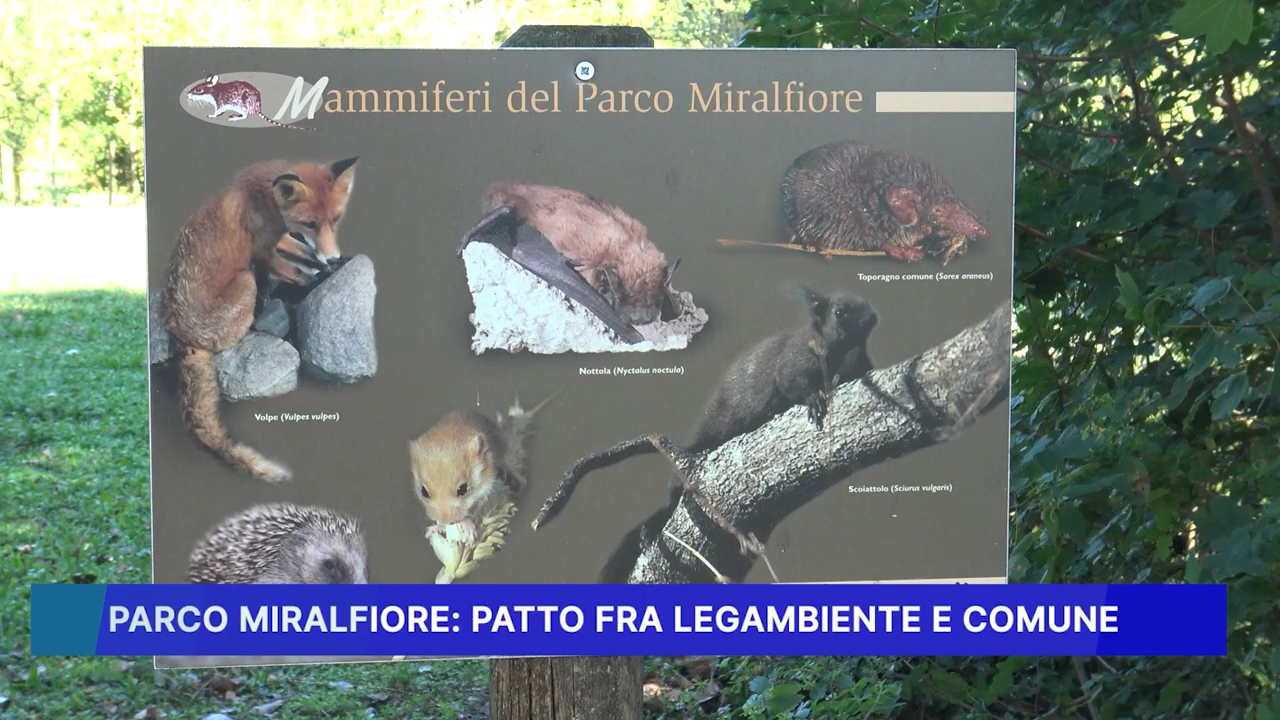 Mammiferi del Parco Miralfiore
Toporagno comune (Sorex araneus)
Nottola (Nyctalus noctula)
Volpe (Vulpes vulpes)
Scoiattolo (Sciurus vulgaris)
PARCO MIRALFIORE: PATTO FRA LEGAMBIENTE E COMUNE